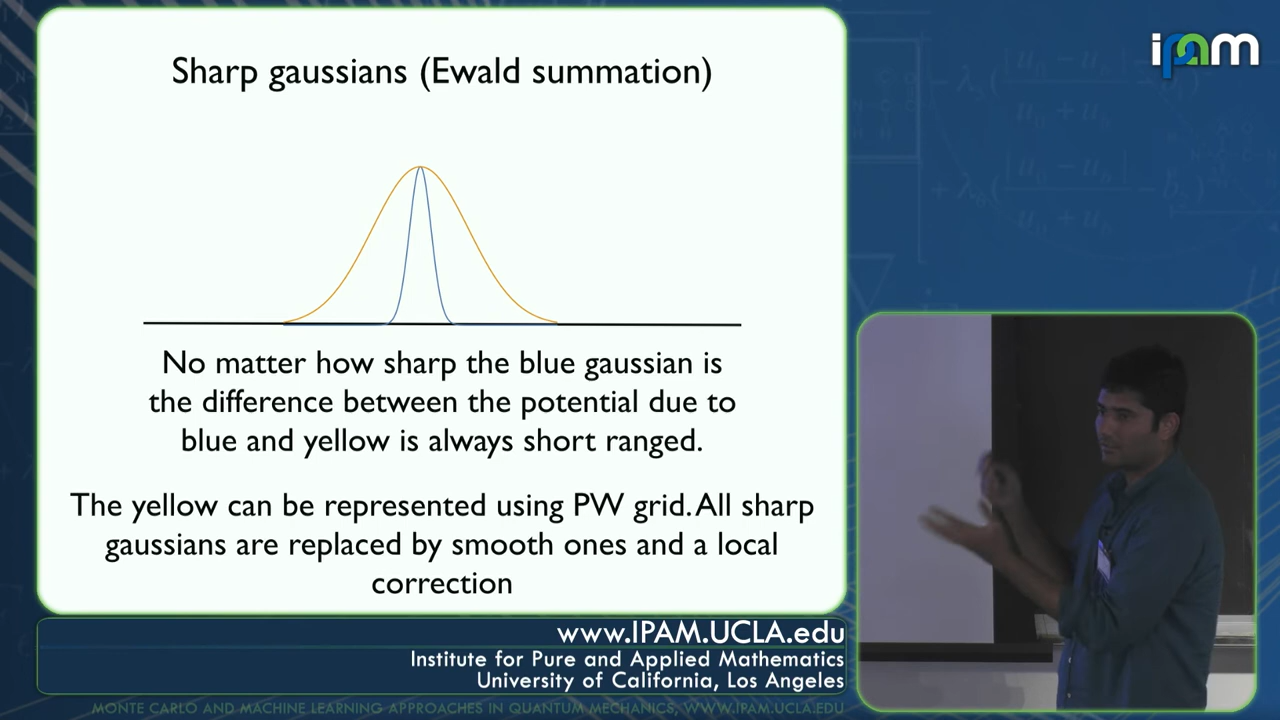 Sharp gaussians (Ewald summation)
ipam
No matter how sharp the blue gaussian is
the difference between the potential due to
blue and yellow is always short ranged.
The yellow can be represented using PW grid. All sharp
gaussians are replaced by smooth ones and a local
correction
www.IPAM.UCLA.edu
Institute for Pure and Applied Mathematics
University of California, Los Angeles
MONTE CARLO AND MACHINE LEARNING APPROACHES IN QUANTUM MECHANICS, WWW.IPAM.UCLA.EDU